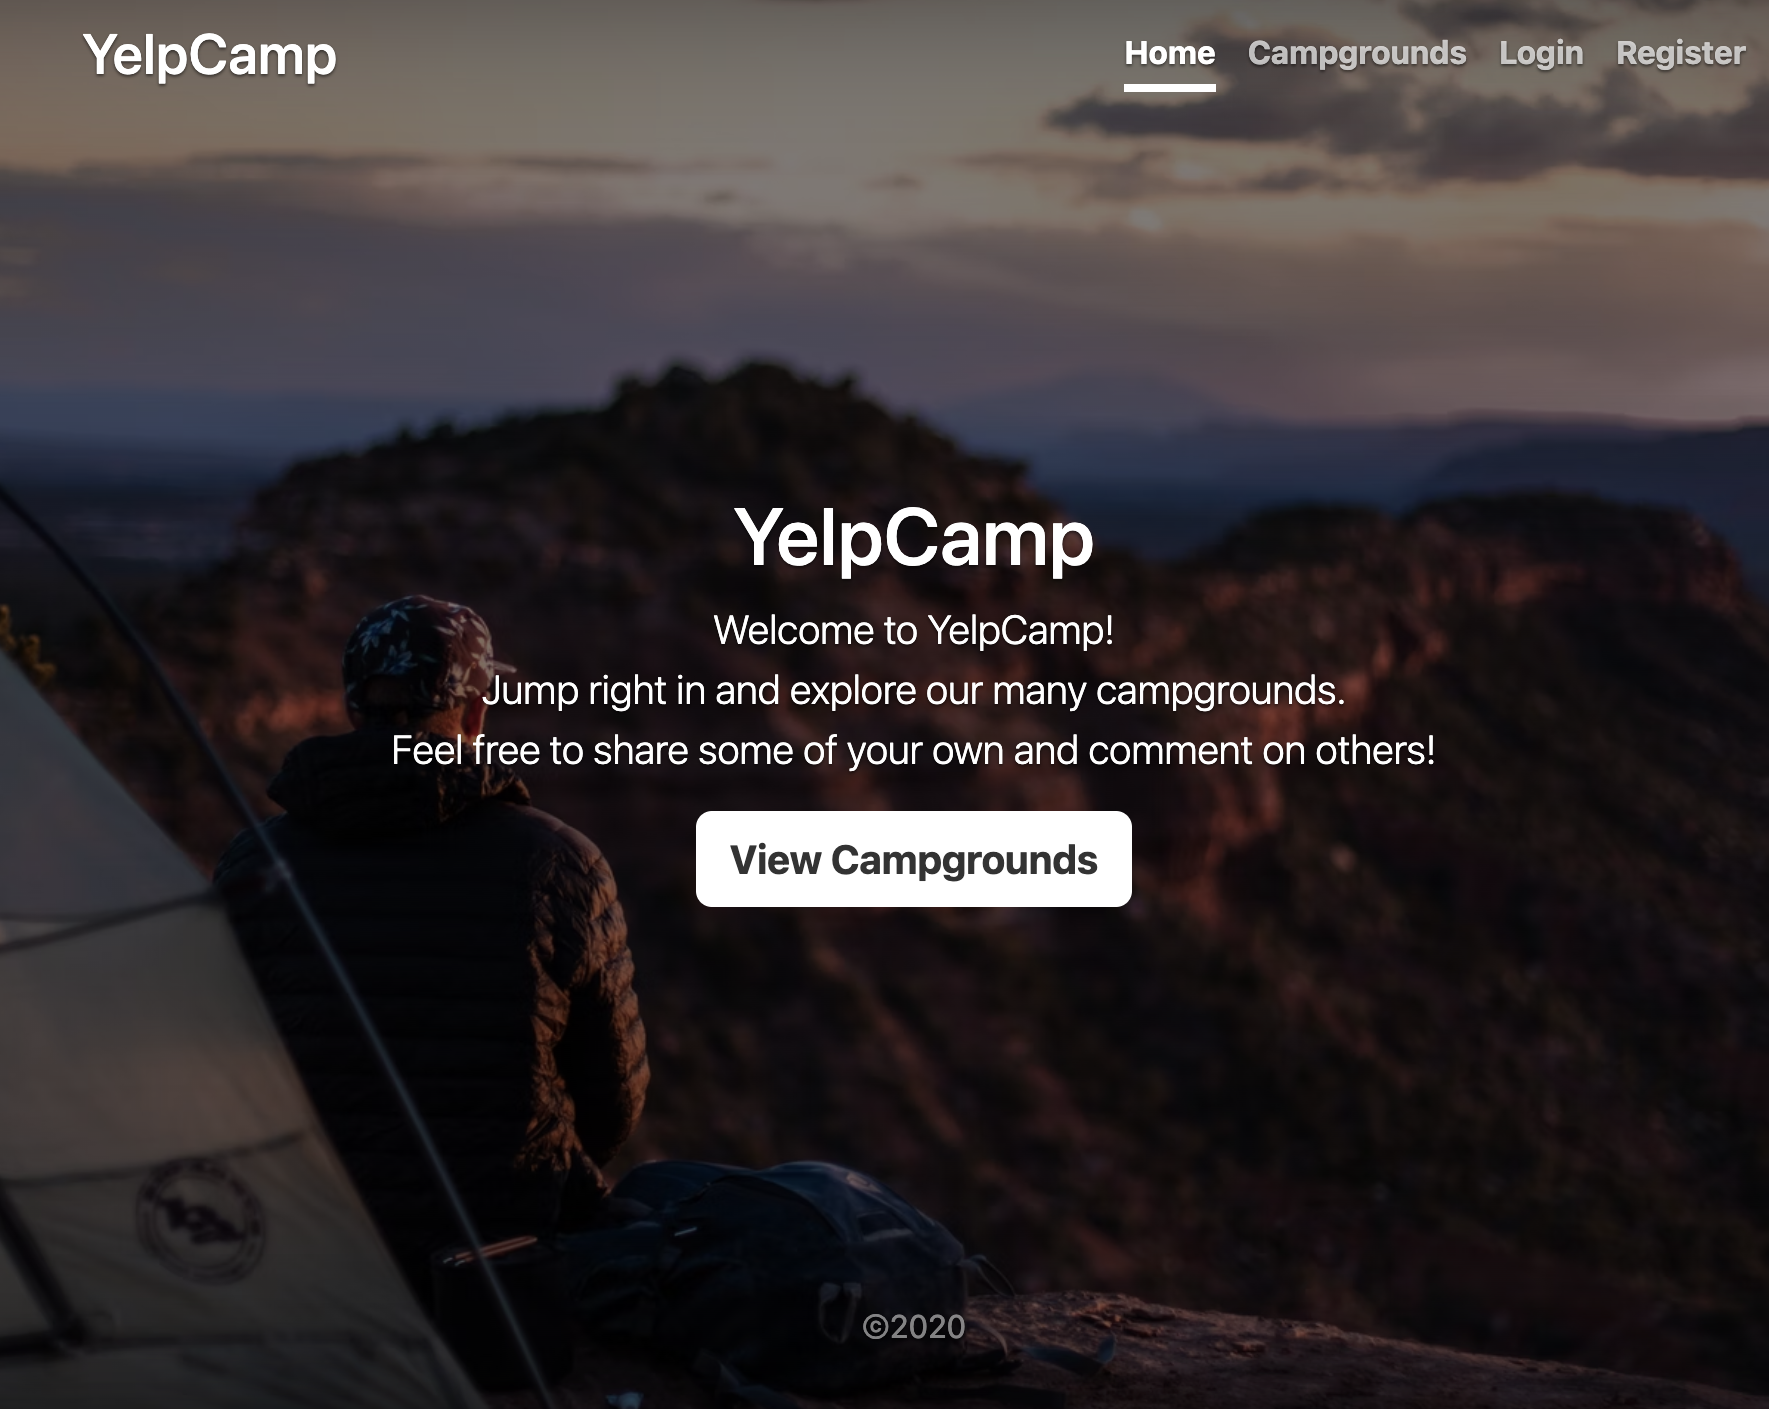 YelpCamp
Home Campgrounds Login Register
YelpCamp
Welcome to YelpCamp!
Jump right in and explore our many campgrounds.
Feel free to share some of your own and comment on others!
View Campgrounds
©2020